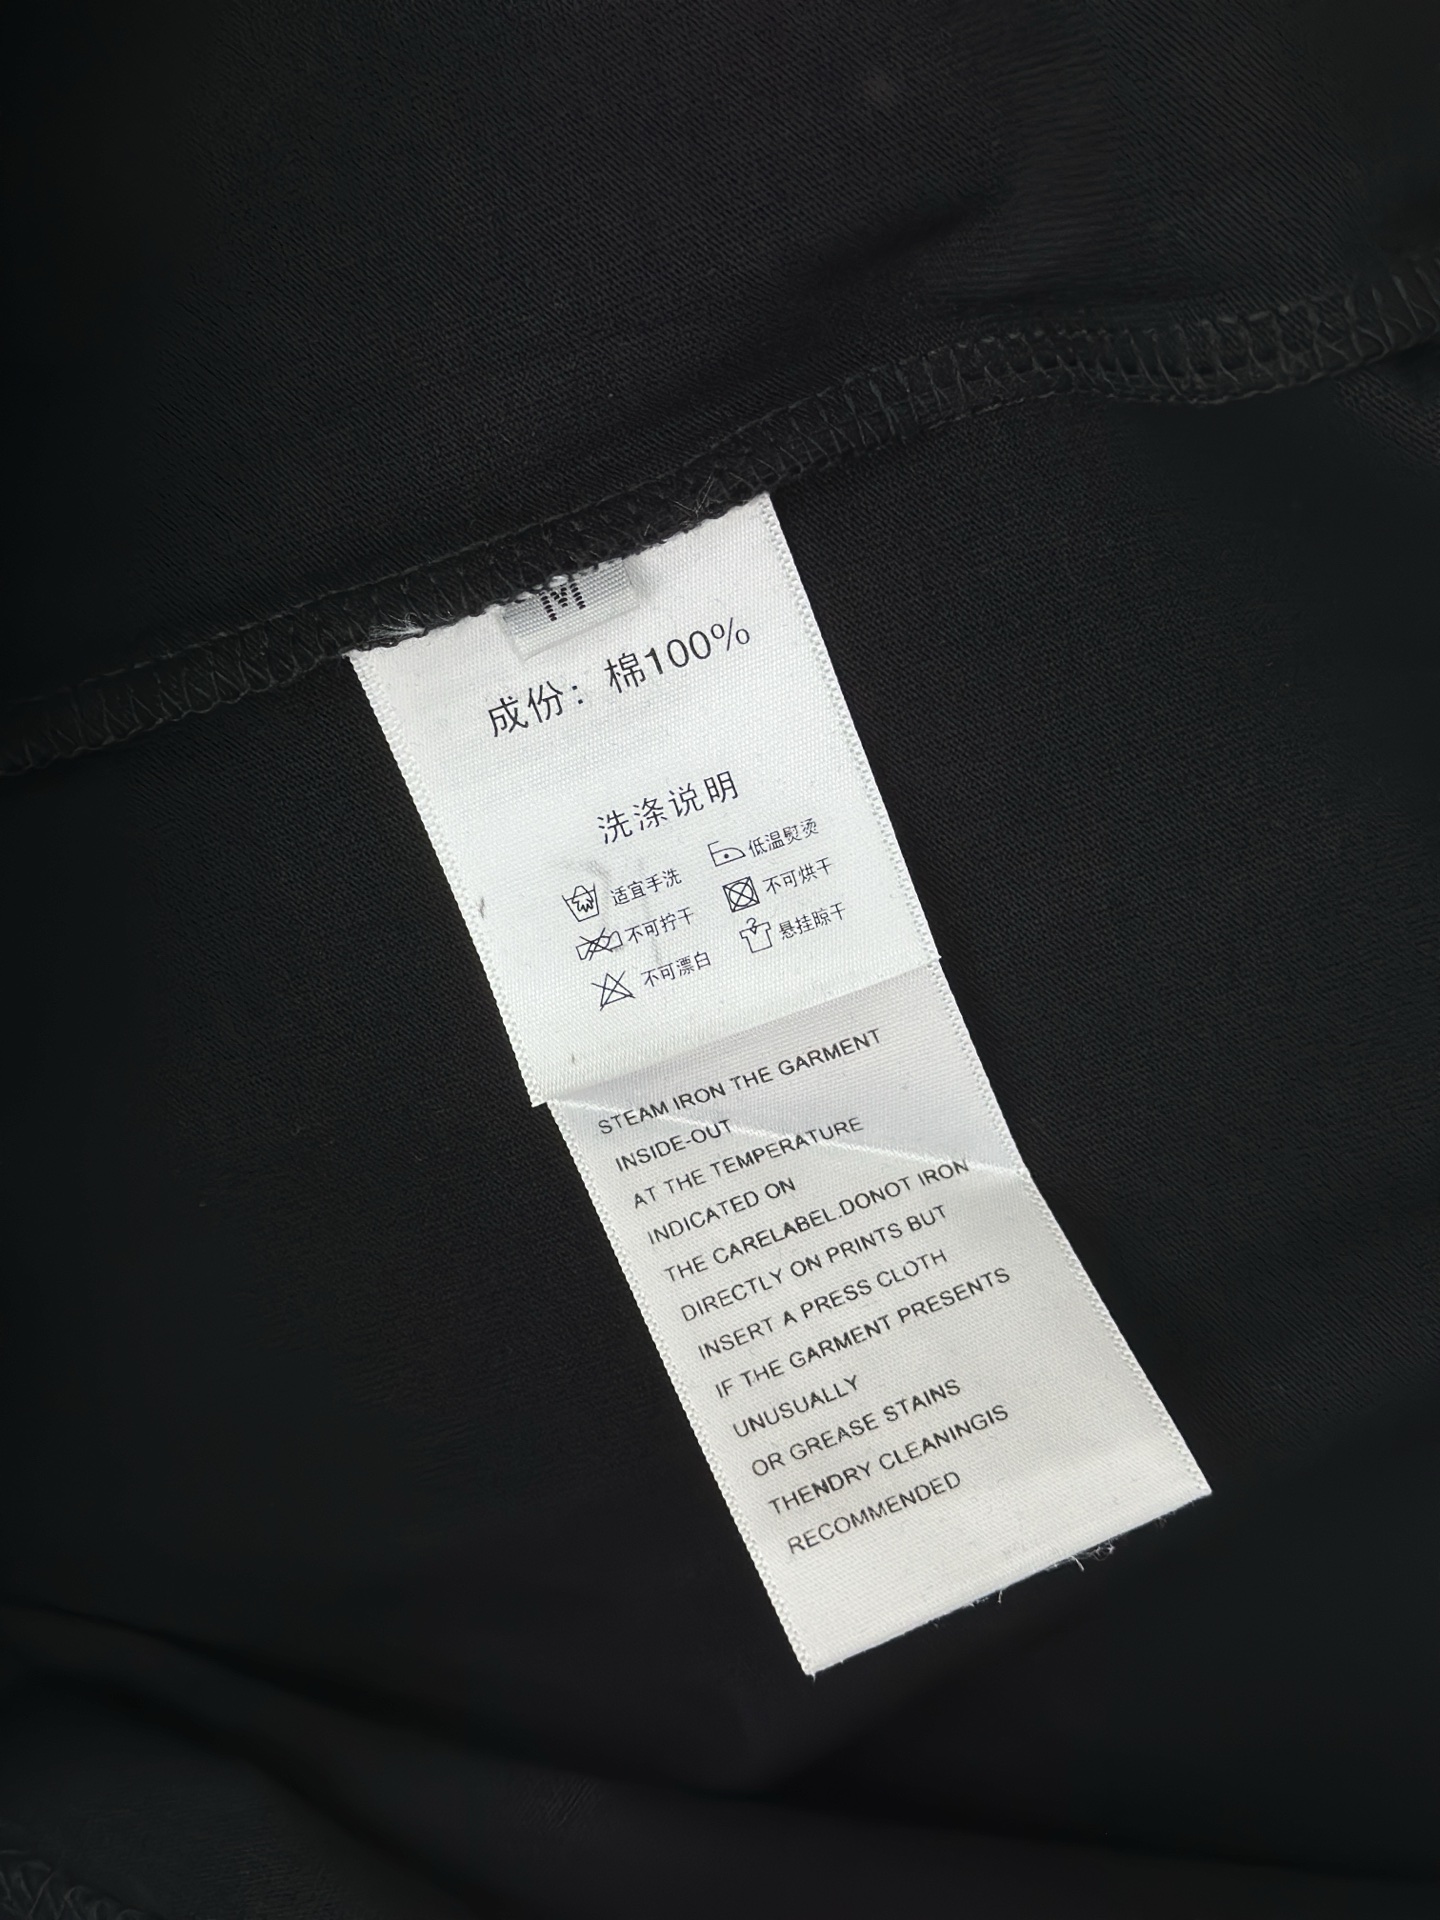 M
成份：棉100%
洗涤说明
适宜手洗 低温熨烫
不可拧干 不可烘干
不可漂白 悬挂晾干
STEAM IRON THE GARMENT
INSIDE-OUT
AT THE TEMPERATURE
INDICATED ON
THE CARELABEL.DONOT IRON
DIRECTLY ON PRINTS BUT
INSERT A PRESS CLOTH
IF THE GARMENT PRESENTS
UNUSUALLY
OR GREASE STAINS
THENDRY CLEANINGIS
RECOMMENDED